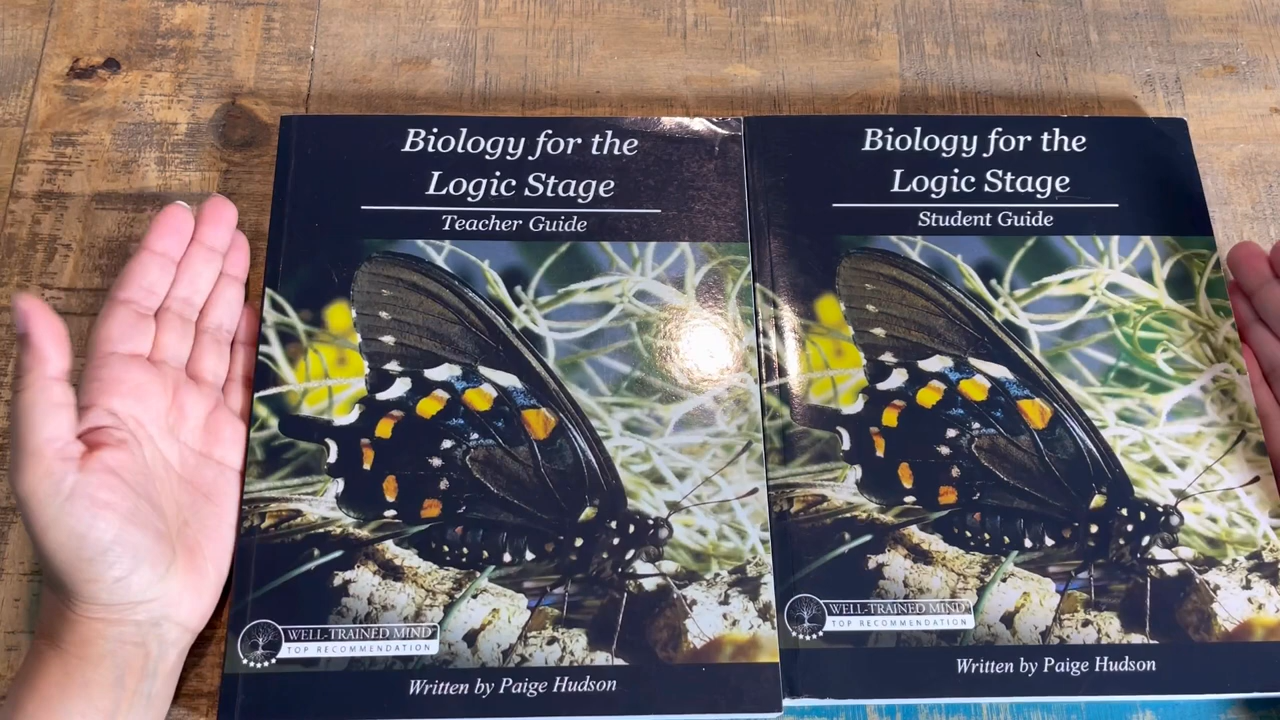 Biology for the
Logic Stage
Teacher Guide
WELL-TRAINED MIND
TOP RECOMMENDATION
Written by Paige Hudson
Biology for the
Logic Stage
Student Guide
WELL-TRAINED MIND
TOP RECOMMENDATION
Written by Paige Hudson